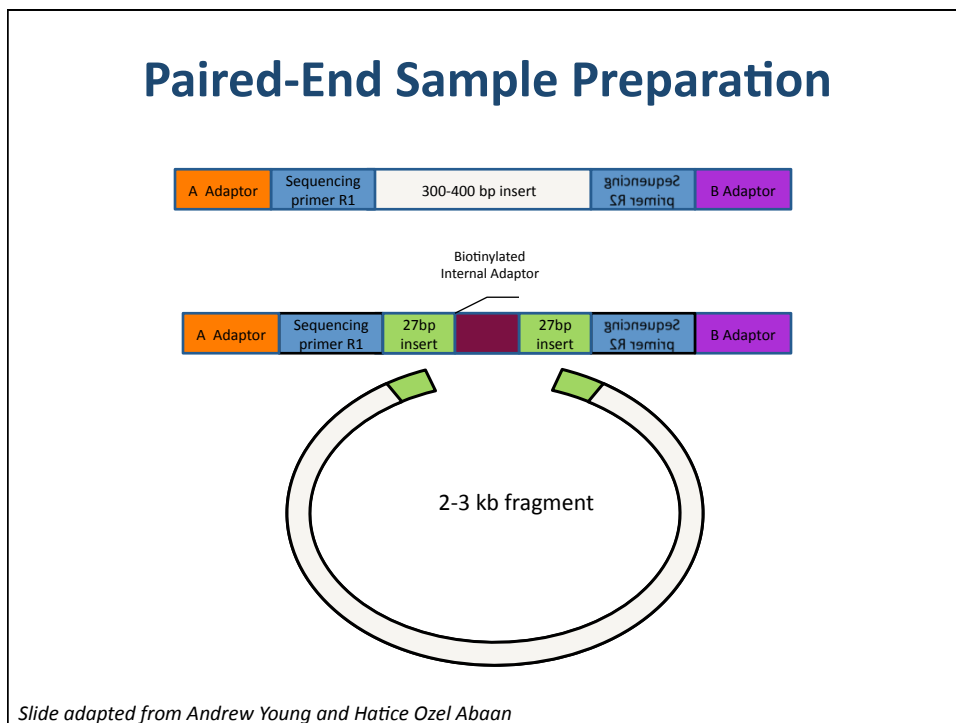 Paired-End Sample Preparation
A Adaptor
Sequencing
primer R1
300-400 bp insert
Sequencing
primer R2
B Adaptor
Biotinylated
Internal Adaptor
A Adaptor
Sequencing
primer R1
27bp
insert
27bp
insert
Sequencing
primer R2
B Adaptor
2-3 kb fragment
Slide adapted from Andrew Young and Hatice Ozel Abaan